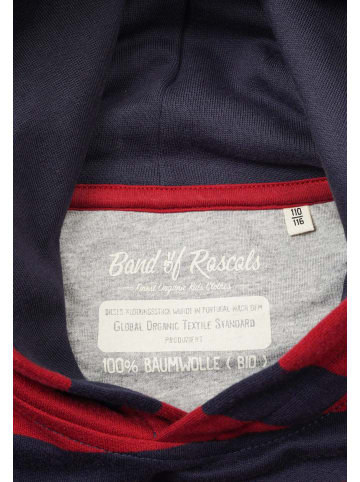 110
116
Band of Rascals
Found Organic Kids Clothes
DIESES KLEIDUNGSSTÜCK WURDE IN PORTUGAL NACH DEM
GLOBAL ORGANIC TEXTILE STANDARD
PRODUZIERT
100% BAUMWOLLE ( BIO )